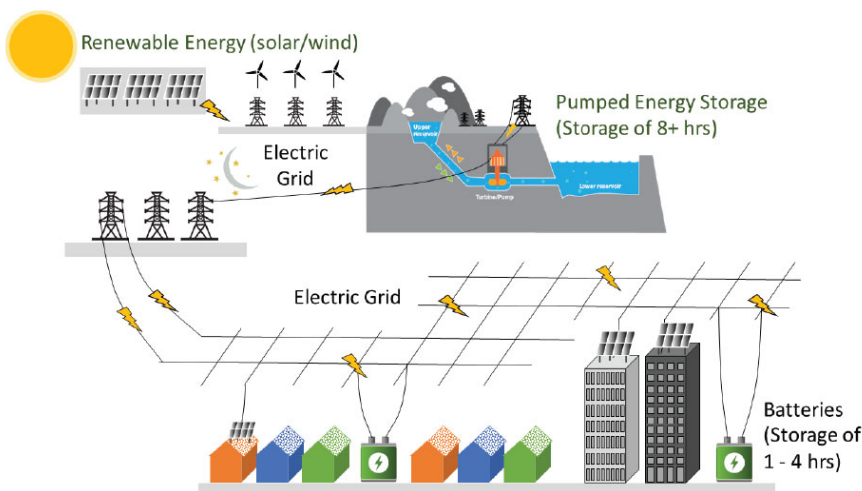 Renewable Energy (solar/wind)
Pumped Energy Storage
(Storage of 8+ hrs)
Upper
reservoir
Electric
Grid
Lower reservoir
Turbine/Pump
Electric Grid
Batteries
(Storage of
1 - 4 hrs)